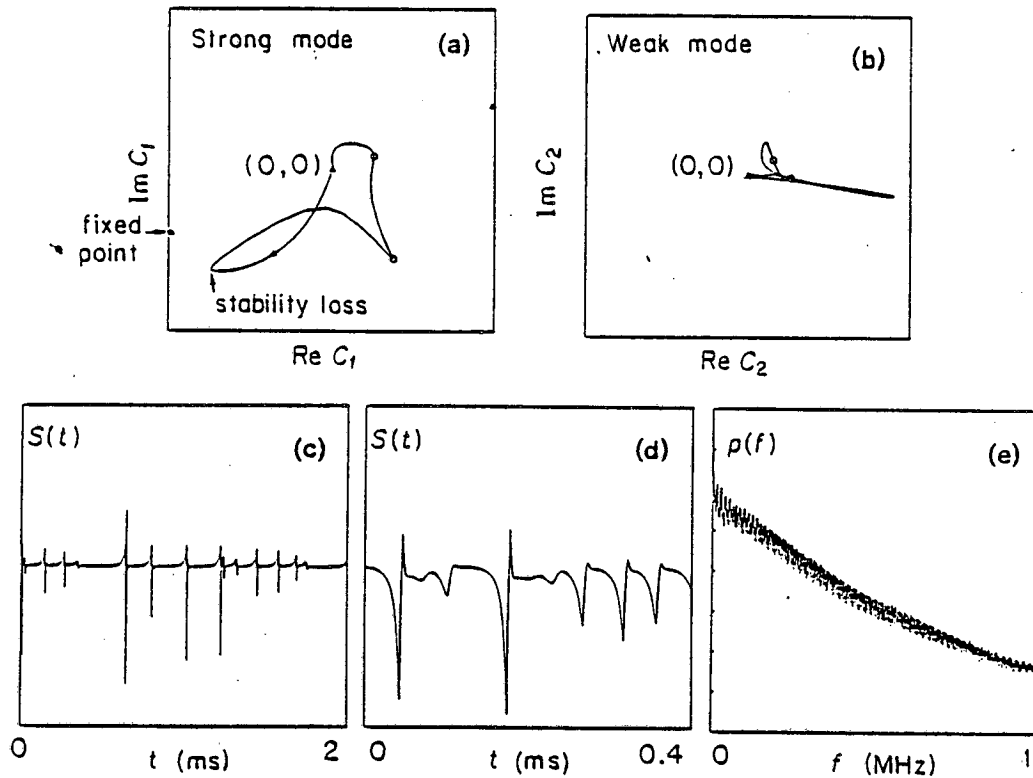 Strong mode
(a)
Im C₁
(0,0)
fixed
point
stability loss
Re C₁
Weak mode
(b)
Im C₂
(0,0)
Re C₂
S(t)
(c)
0
2
t (ms)
S(t)
(d)
0
0.4
t (ms)
p(f)
(e)
0
1
f (MHz)